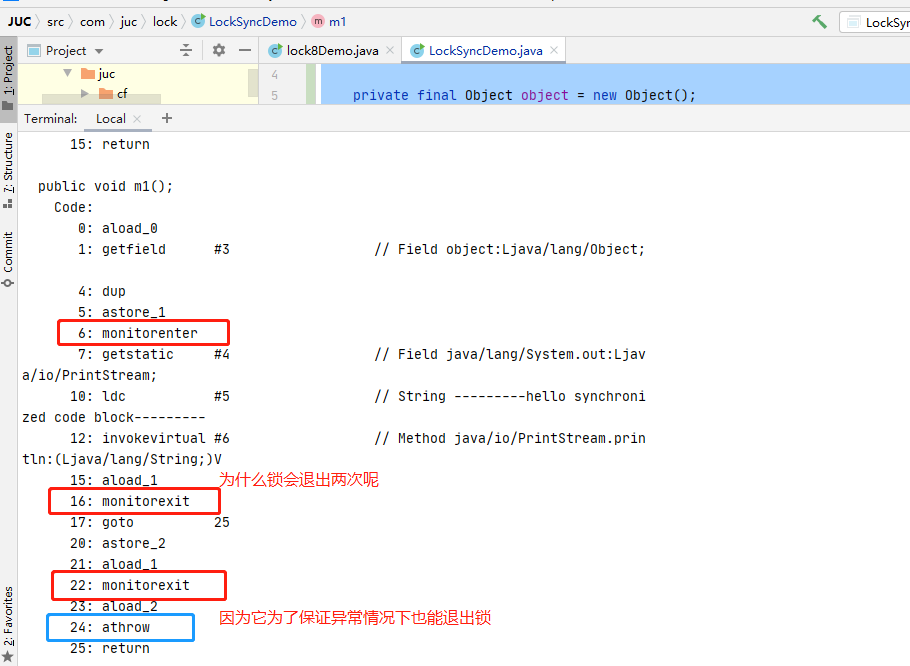 JUC src com juc lock LockSyncDemo m1
LockSyn
Project
lock8Demo.java
LockSyncDemo.java
juc
cf
4
5 private final Object object = new Object();
Terminal: Local +
15: return
public void m1();
Code:
0: aload_0
1: getfield #3 // Field object:Ljava/lang/Object;
4: dup
5: astore_1
6: monitorenter
7: getstatic #4 // Field java/lang/System.out:Ljav
a/io/PrintStream;
10: ldc #5 // String ---------hello synchroni
zed code block---------
12: invokevirtual #6 // Method java/io/PrintStream.prin
tln:(Ljava/lang/String;)V
15: aload_1
为什么锁会退出两次呢
16: monitorexit
17: goto 25
20: astore_2
21: aload_1
22: monitorexit
23: aload_2
因为它为了保证异常情况下也能退出锁
24: athrow
25: return
1: Project
7: Structure
Commit
2: Favorites